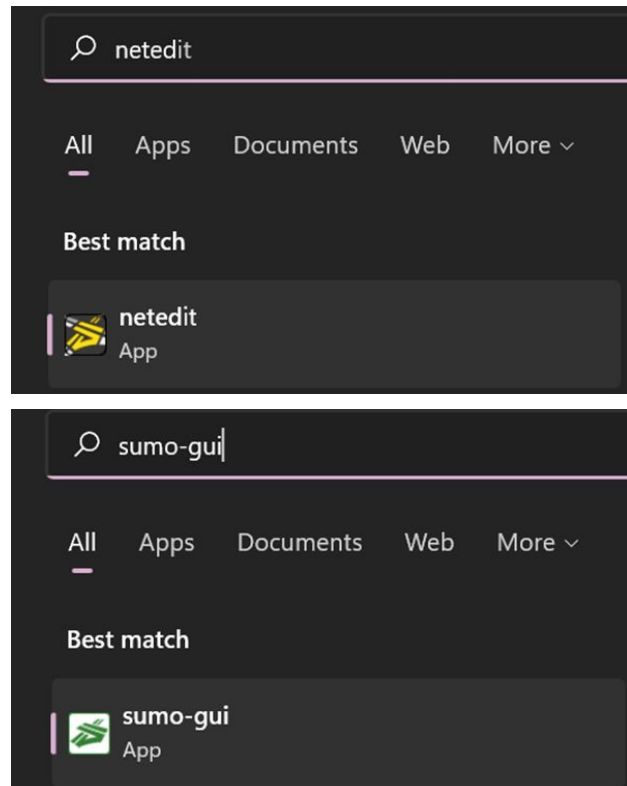 netedit
All Apps Documents Web More
Best match
netedit
App
sumo-gui
All Apps Documents Web More
Best match
sumo-gui
App